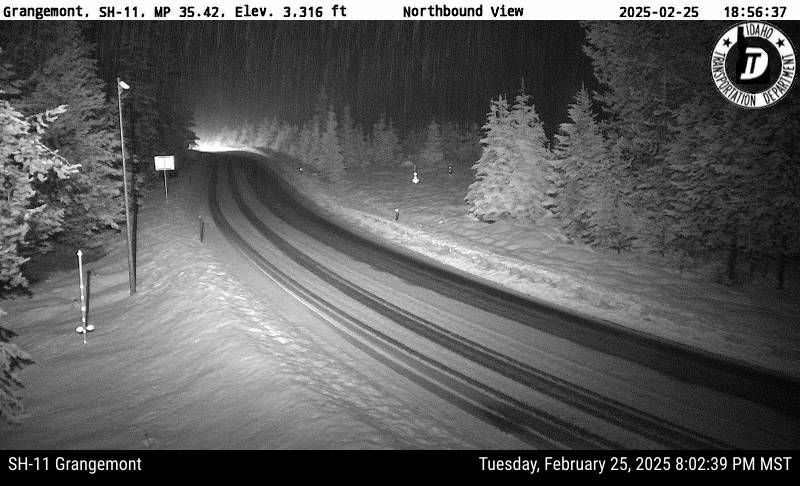 Grangemont, SH-11, MP 35.42, Elev. 3,316 ft Northbound View 2025-02-25 18:56:37
IDAHO TRANSPORTATION DEPARTMENT
SH-11 Grangemont Tuesday, February 25, 2025 8:02:39 PM MST